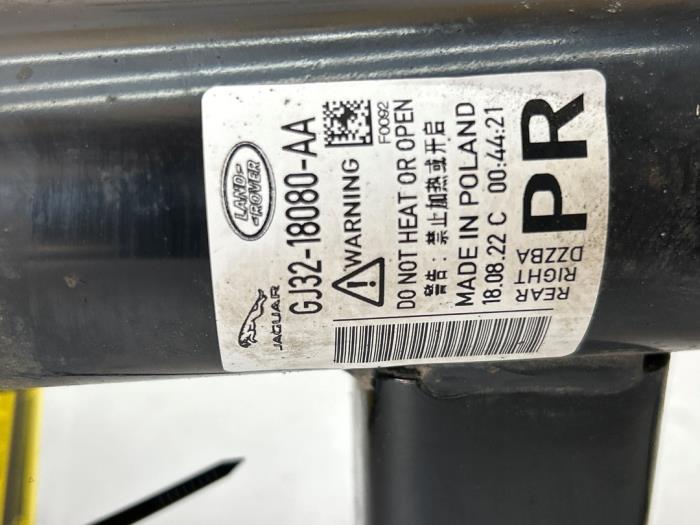 LAND-
-ROVER
JAGUAR
GJ32-18080-AA
WARNING
F0092
DO NOT HEAT OR OPEN
警告：禁止加热或开启
MADE IN POLAND
18.08.22 C 00:44:21
REAR
RIGHT
DZZBA
PR